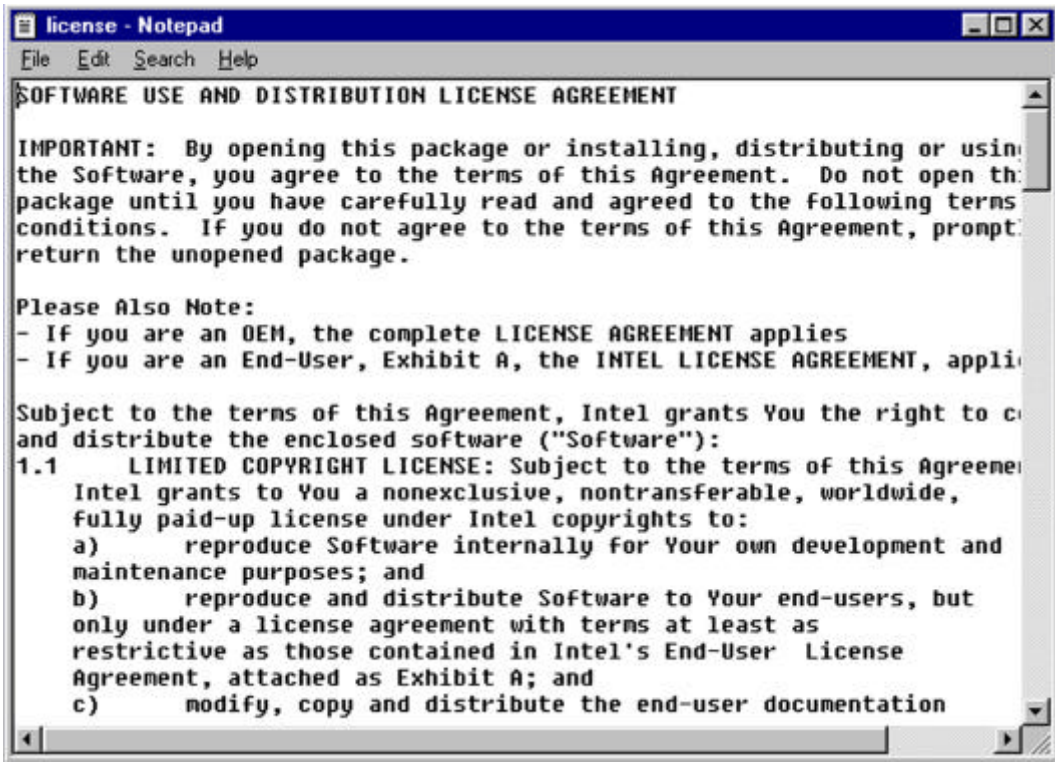 license - Notepad
File Edit Search Help
SOFTWARE USE AND DISTRIBUTION LICENSE AGREEMENT
IMPORTANT:  By opening this package or installing, distributing or usin
the Software, you agree to the terms of this Agreement.  Do not open th
package until you have carefully read and agreed to the following terms
conditions.  If you do not agree to the terms of this Agreement, prompt
return the unopened package.
Please Also Note:
- If you are an OEM, the complete LICENSE AGREEMENT applies
- If you are an End-User, Exhibit A, the INTEL LICENSE AGREEMENT, appli
Subject to the terms of this Agreement, Intel grants You the right to c
and distribute the enclosed software ("Software"):
1.1      LIMITED COPYRIGHT LICENSE: Subject to the terms of this Agreeme
Intel grants to You a nonexclusive, nontransferable, worldwide,
fully paid-up license under Intel copyrights to:
a)       reproduce Software internally for Your own development and
maintenance purposes; and
b)       reproduce and distribute Software to Your end-users, but
only under a license agreement with terms at least as
restrictive as those contained in Intel's End-User  License
Agreement, attached as Exhibit A; and
c)       modify, copy and distribute the end-user documentation